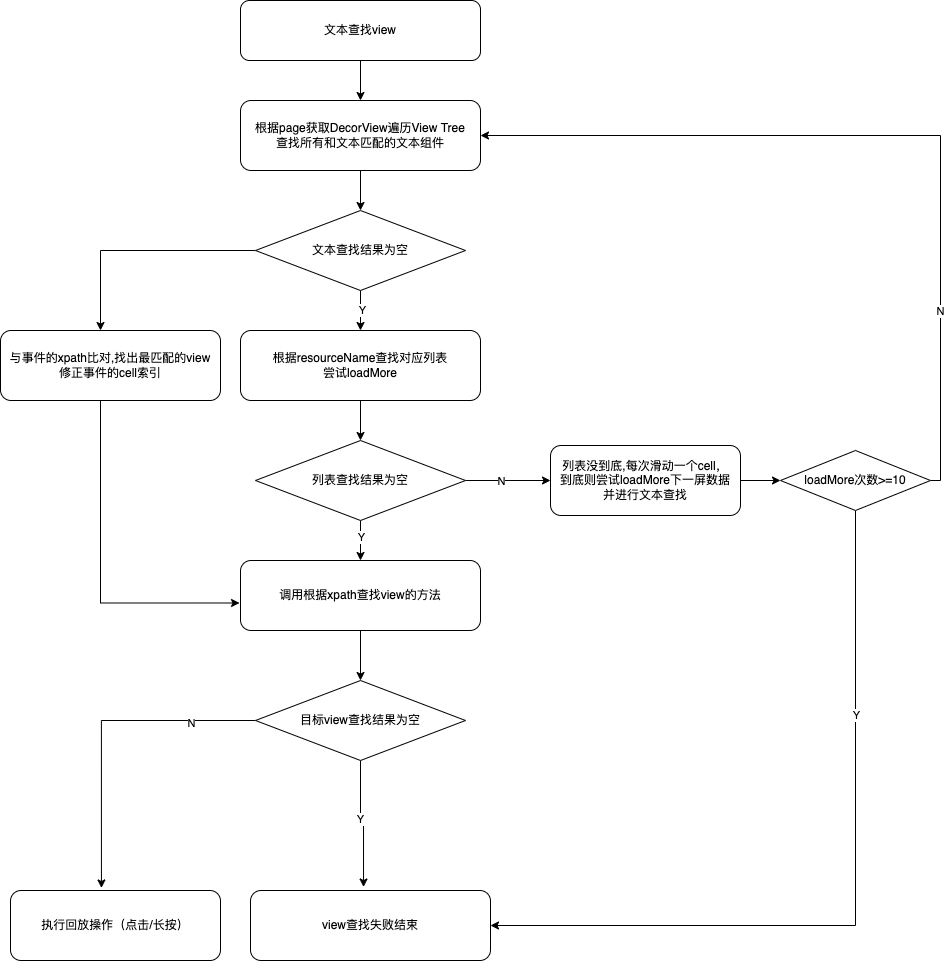 文本查找view
根据page获取DecorView遍历View Tree
查找所有和文本匹配的文本组件
文本查找结果为空
Y
N
与事件的xpath比对,找出最匹配的view
修正事件的cell索引
根据resourceName查找对应列表
尝试loadMore
列表查找结果为空
N
列表没到底,每次滑动一个cell,
到底则尝试loadMore下一屏数据
并进行文本查找
loadMore次数>=10
Y
调用根据xpath查找view的方法
目标view查找结果为空
N
Y
Y
执行回放操作（点击/长按）
view查找失败结束